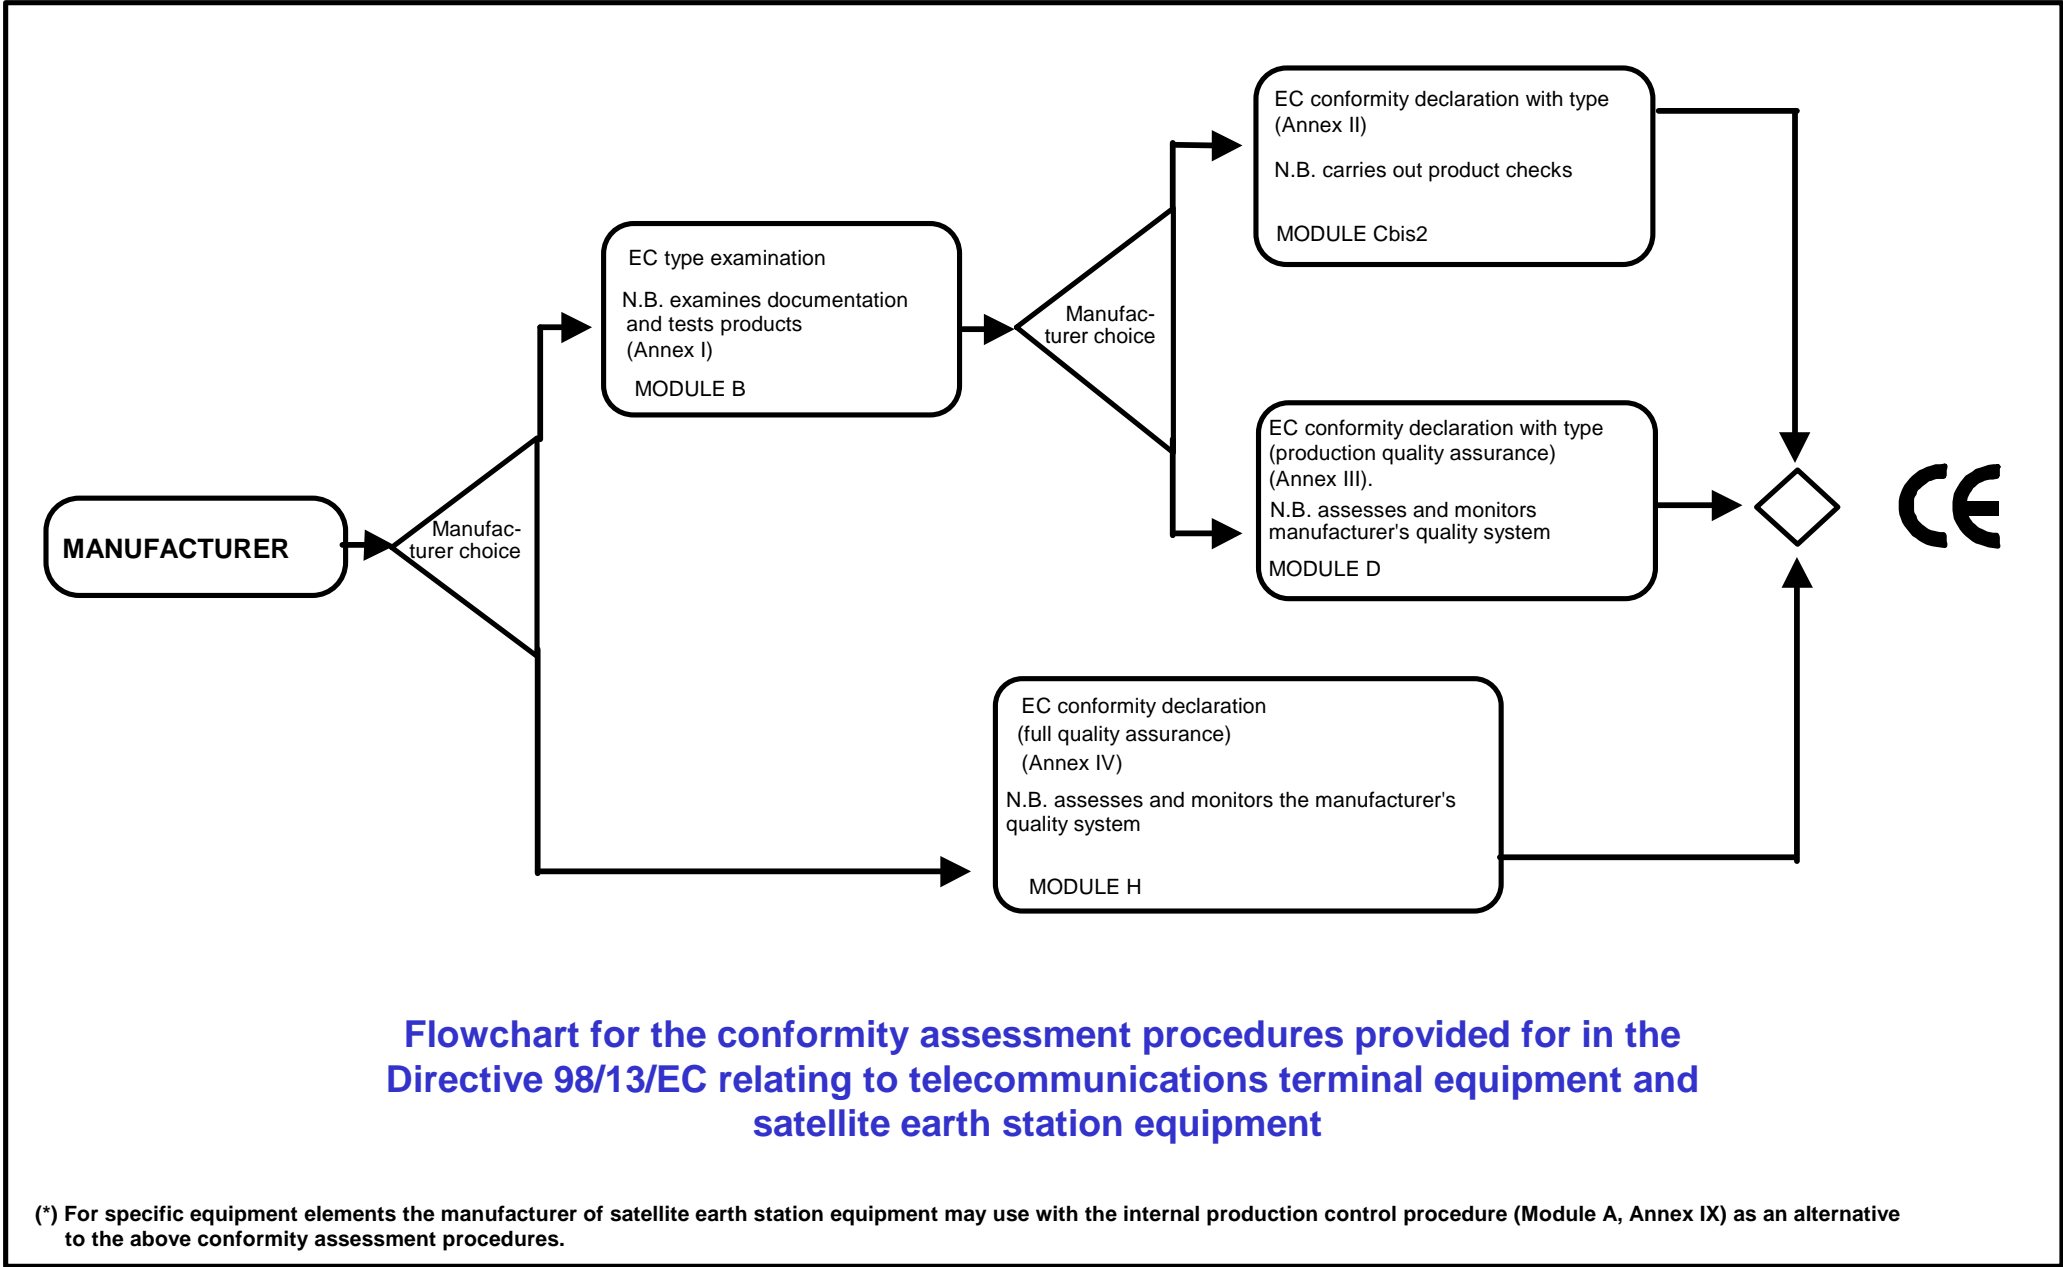 EC conformity declaration with type
(Annex II)
N.B. carries out product checks
MODULE Cbis2
EC type examination
N.B. examines documentation
and tests products
(Annex I)
MODULE B
Manufac-
turer choice
EC conformity declaration with type
(production quality assurance)
(Annex III).
N.B. assesses and monitors
manufacturer's quality system
MODULE D
MANUFACTURER
Manufac-
turer choice
CE
EC conformity declaration
(full quality assurance)
(Annex IV)
N.B. assesses and monitors the manufacturer's
quality system
MODULE H
Flowchart for the conformity assessment procedures provided for in the
Directive 98/13/EC relating to telecommunications terminal equipment and
satellite earth station equipment
(*) For specific equipment elements the manufacturer of satellite earth station equipment may use with the internal production control procedure (Module A, Annex IX) as an alternative
to the above conformity assessment procedures.